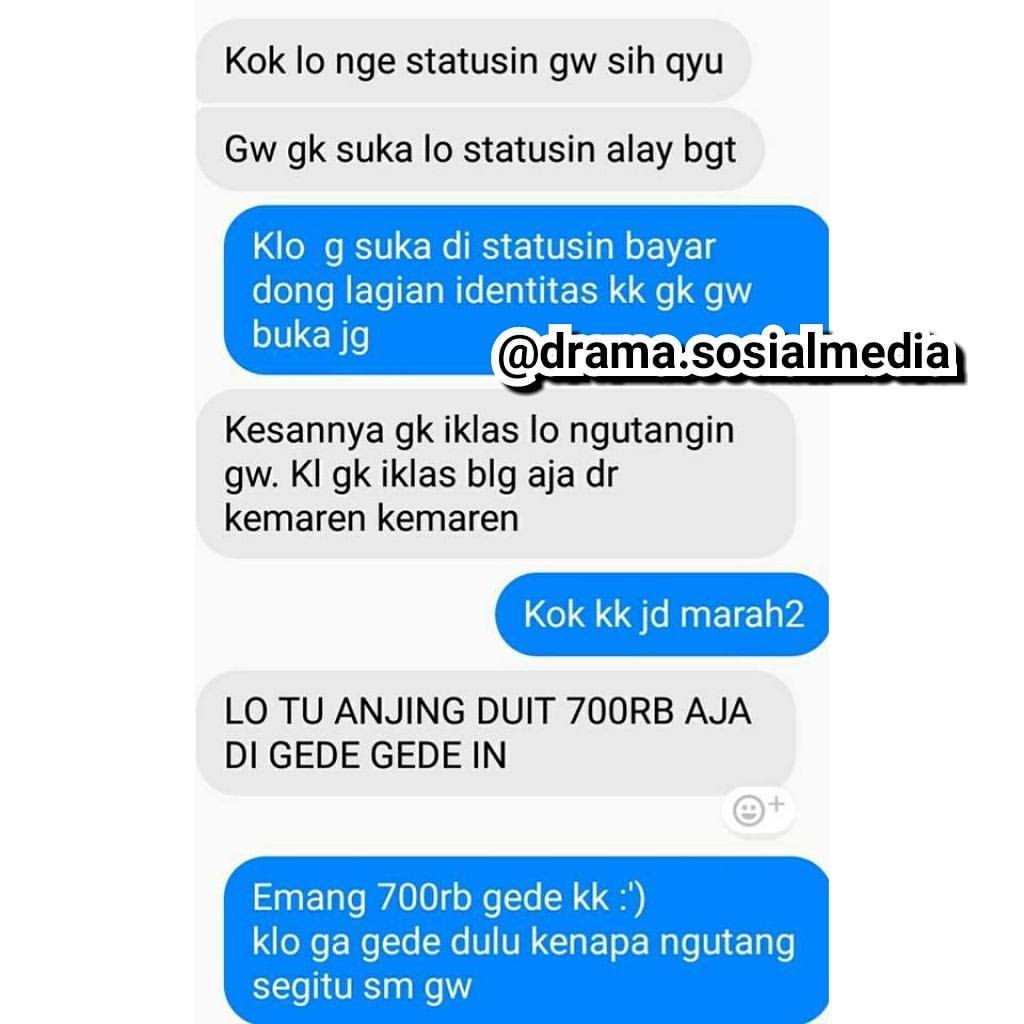 Kok lo nge statusin gw sih qyu
Gw gk suka lo statusin alay bgt
Klo  g suka di statusin bayar
dong lagian identitas kk gk gw
buka jg
@drama.sosialmedia
Kesannya gk iklas lo ngutangin
gw. Kl gk iklas blg aja dr
kemaren kemaren
Kok kk jd marah2
LO TU ANJING DUIT 700RB AJA
DI GEDE GEDE IN
Emang 700rb gede kk :')
klo ga gede dulu kenapa ngutang
segitu sm gw